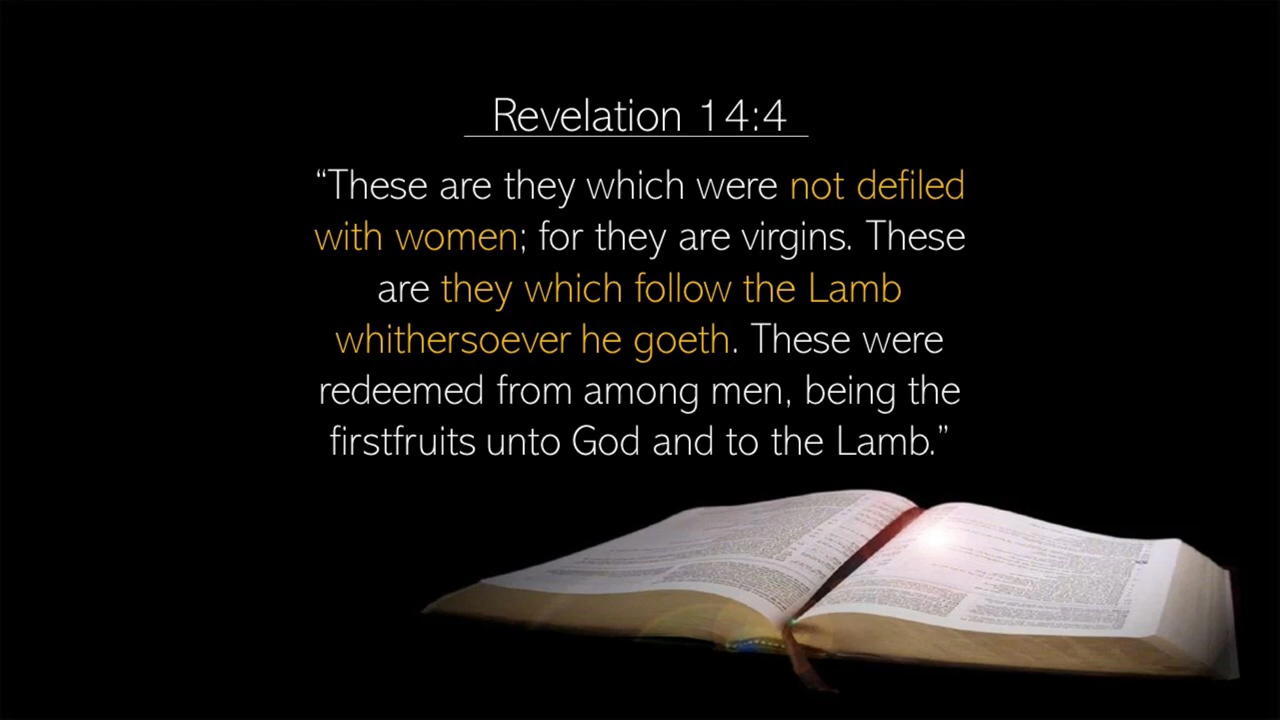 Revelation 14:4
“These are they which were not defiled
with women; for they are virgins. These
are they which follow the Lamb
whithersoever he goeth. These were
redeemed from among men, being the
firstfruits unto God and to the Lamb.”